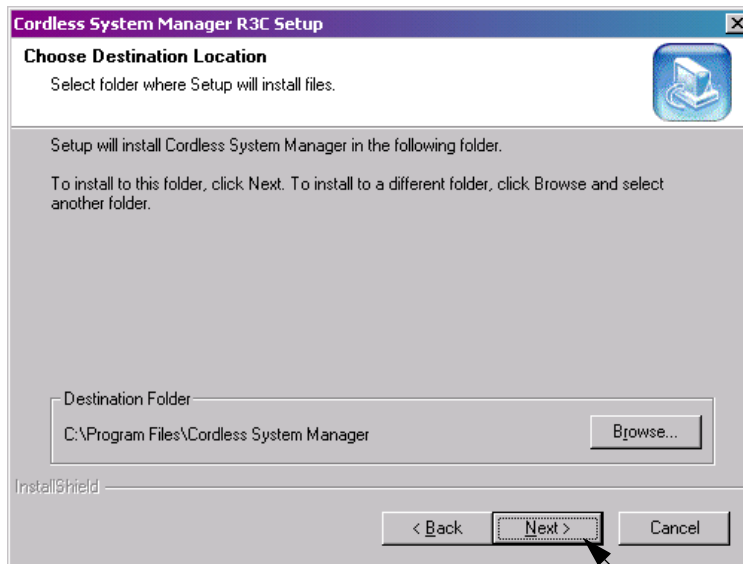 Cordless System Manager R3C Setup
Choose Destination Location
Select folder where Setup will install files.
Setup will install Cordless System Manager in the following folder.
To install to this folder, click Next. To install to a different folder, click Browse and select
another folder.
Destination Folder
C:\Program Files\Cordless System Manager
Browse...
InstallShield
< Back
Next >
Cancel